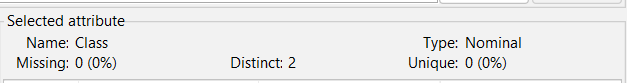 Selected attribute
Name: Class Type: Nominal
Missing: 0 (0%) Distinct: 2 Unique: 0 (0%)